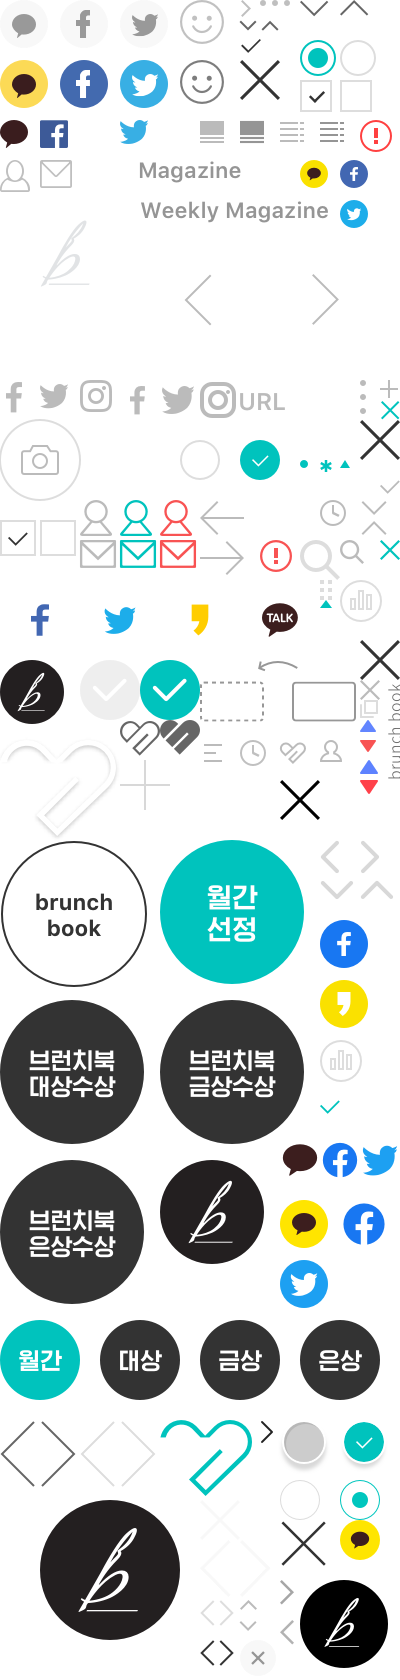 Magazine
Weekly Magazine
URL
TALK
brunch book
brunch
book
월간
선정
브런치북
대상수상
브런치북
금상수상
브런치북
은상수상
월간
대상
금상
은상